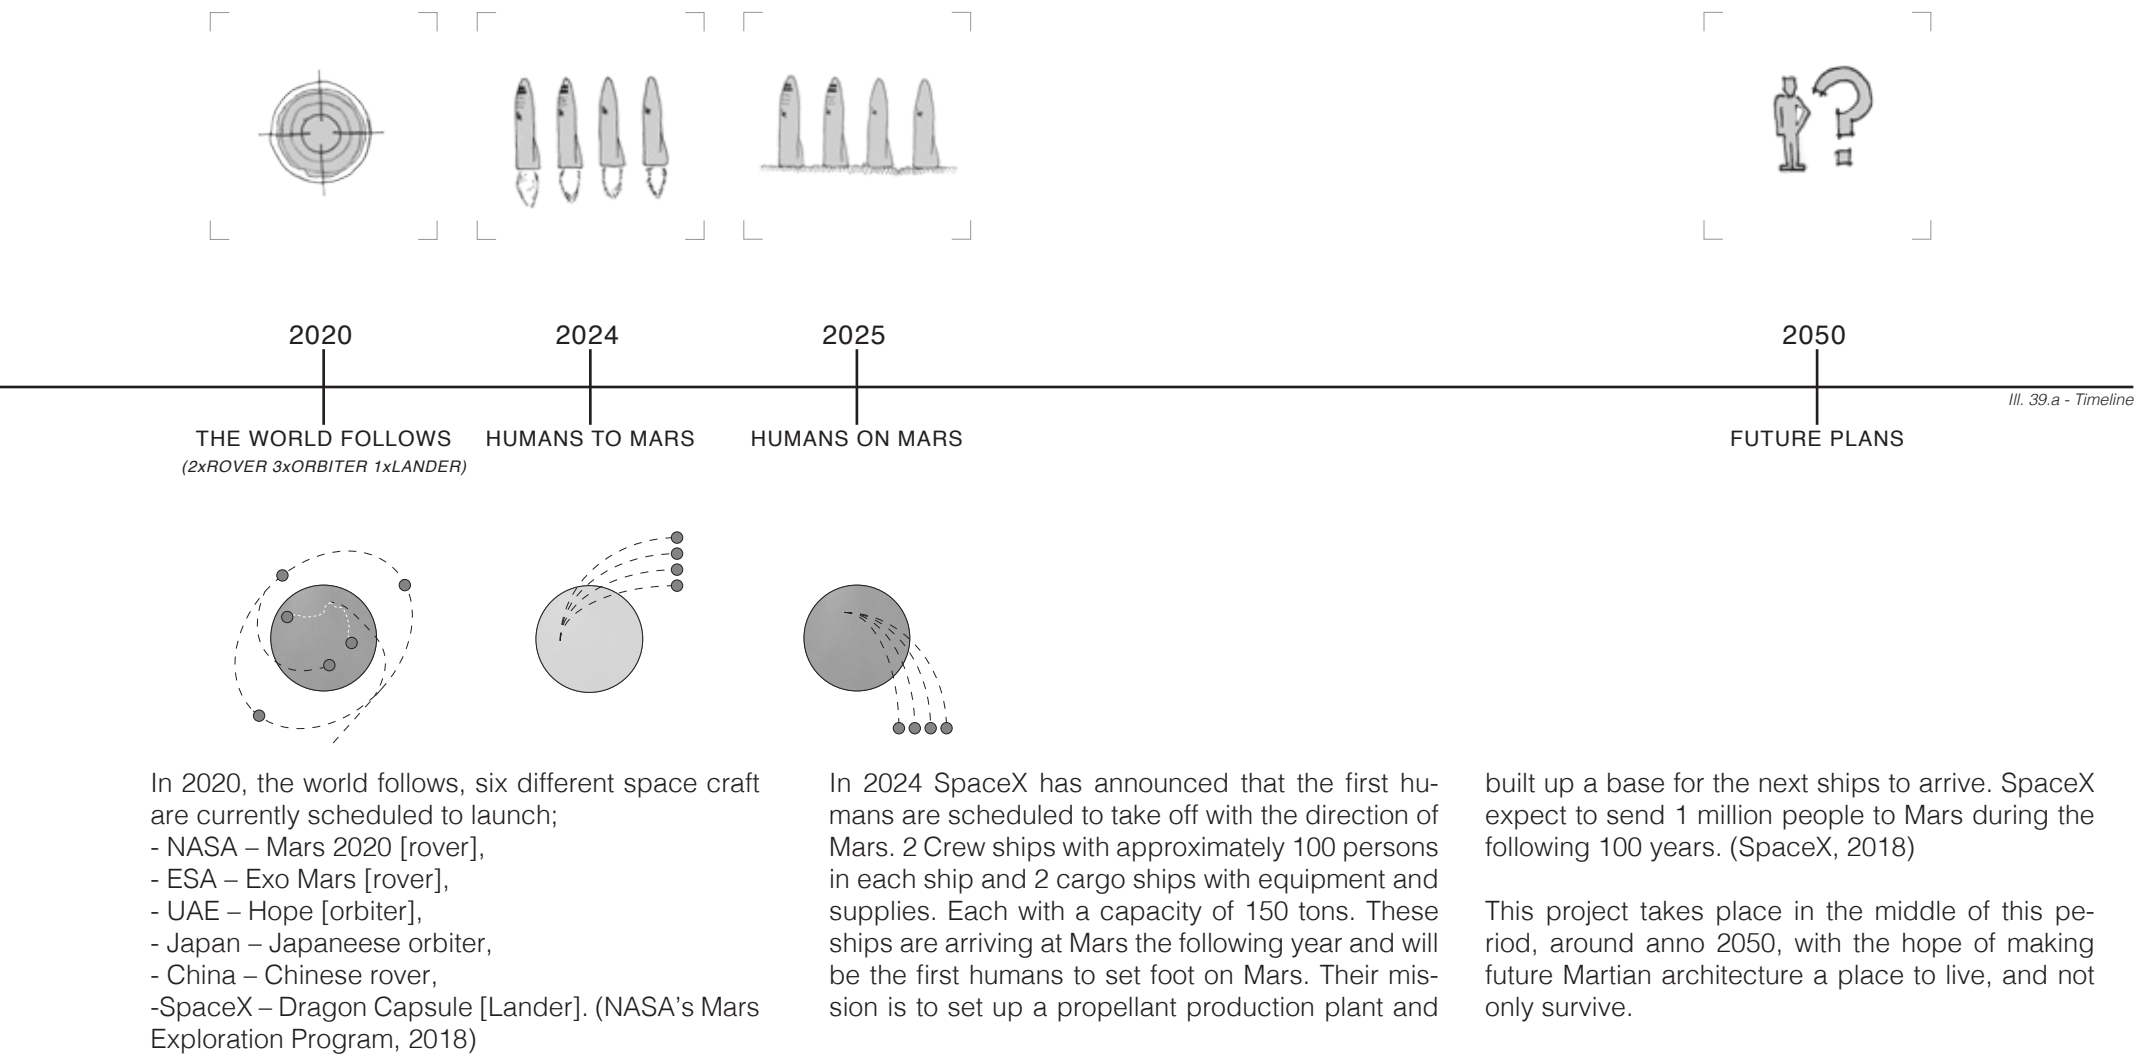 2020
2024
2025
2050
Ill. 39.a - Timeline
THE WORLD FOLLOWS
(2xROVER 3xORBITER 1xLANDER)
HUMANS TO MARS
HUMANS ON MARS
FUTURE PLANS
In 2020, the world follows, six different space craft
are currently scheduled to launch;
- NASA – Mars 2020 [rover],
- ESA – Exo Mars [rover],
- UAE – Hope [orbiter],
- Japan – Japaneese orbiter,
- China – Chinese rover,
-SpaceX – Dragon Capsule [Lander]. (NASA's Mars
Exploration Program, 2018)
In 2024 SpaceX has announced that the first hu-
mans are scheduled to take off with the direction of
Mars. 2 Crew ships with approximately 100 persons
in each ship and 2 cargo ships with equipment and
supplies. Each with a capacity of 150 tons. These
ships are arriving at Mars the following year and will
be the first humans to set foot on Mars. Their mis-
sion is to set up a propellant production plant and
built up a base for the next ships to arrive. SpaceX
expect to send 1 million people to Mars during the
following 100 years. (SpaceX, 2018)
This project takes place in the middle of this pe-
riod, around anno 2050, with the hope of making
future Martian architecture a place to live, and not
only survive.